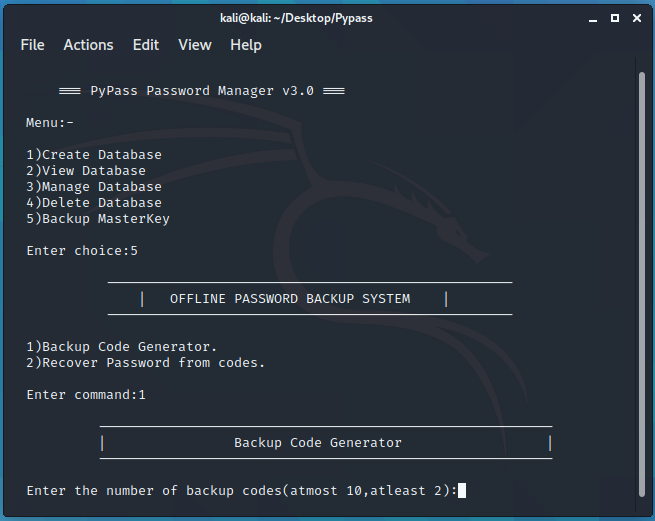 kali@kali: ~/Desktop/Pypass
File Actions Edit View Help
=== PyPass Password Manager v3.0 ===
Menu:-
1)Create Database
2)View Database
3)Manage Database
4)Delete Database
5)Backup MasterKey
Enter choice:5
| OFFLINE PASSWORD BACKUP SYSTEM |
1)Backup Code Generator.
2)Recover Password from codes.
Enter command:1
| Backup Code Generator |
Enter the number of backup codes(atmost 10,atleast 2):